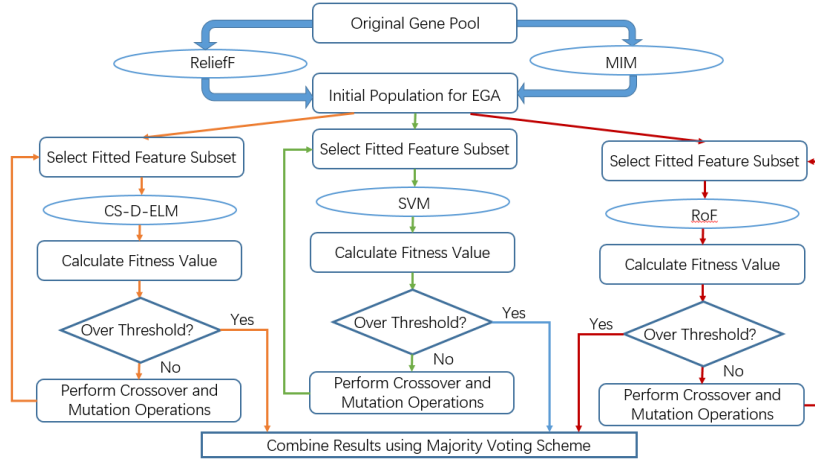 Original Gene Pool
ReliefF
MIM
Initial Population for EGA
Select Fitted Feature Subset
CS-D-ELM
Calculate Fitness Value
Over Threshold?
Yes
No
Perform Crossover and
Mutation Operations
Select Fitted Feature Subset
SVM
Calculate Fitness Value
Over Threshold?
Yes
No
Perform Crossover and
Mutation Operations
Select Fitted Feature Subset
RoF
Calculate Fitness Value
Over Threshold?
Yes
No
Perform Crossover and
Mutation Operations
Combine Results using Majority Voting Scheme